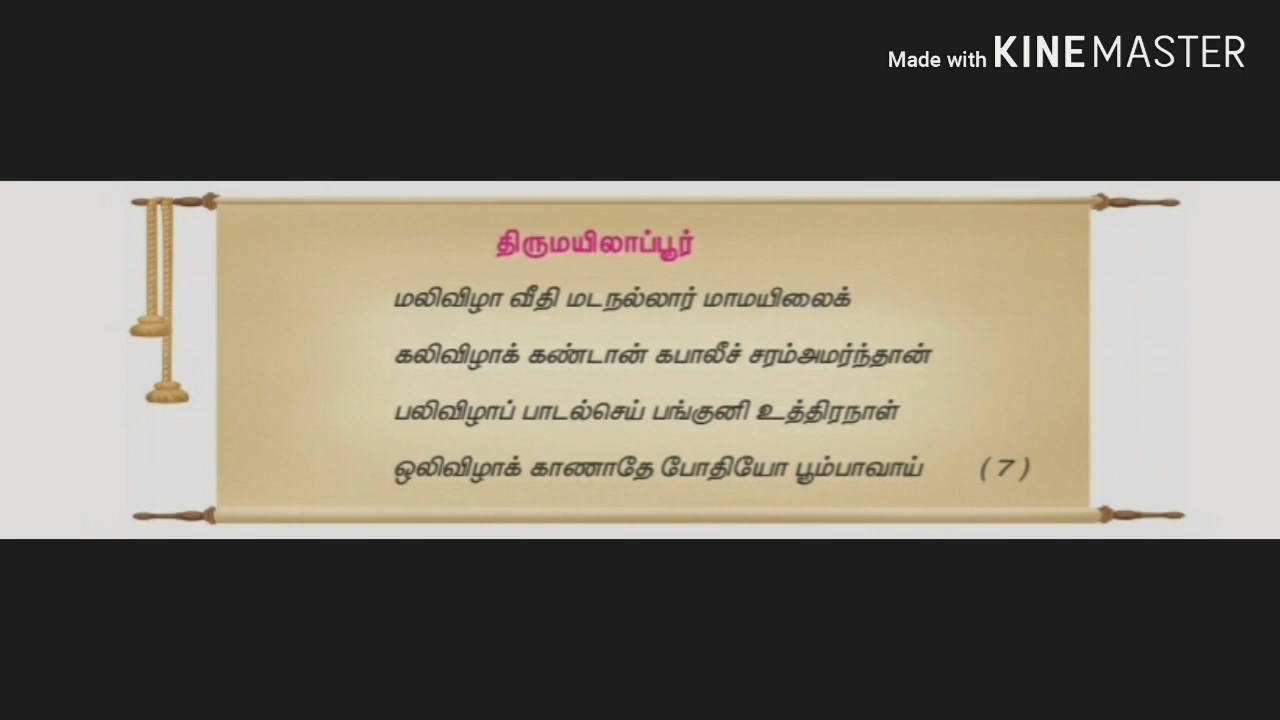 Made with KINEMASTER
திருமயிலாப்பூர்
மலிவிழா வீதி மடநல்லார் மாமயிலைக்
கலிவிழாக் கண்டான் கபாலீச் சரம்அமர்ந்தான்
பலிவிழாப் பாடல்செய் பங்குனி உத்திரநாள்
ஒலிவிழாக் காணாதே போதியோ பூம்பாவாய் (7)